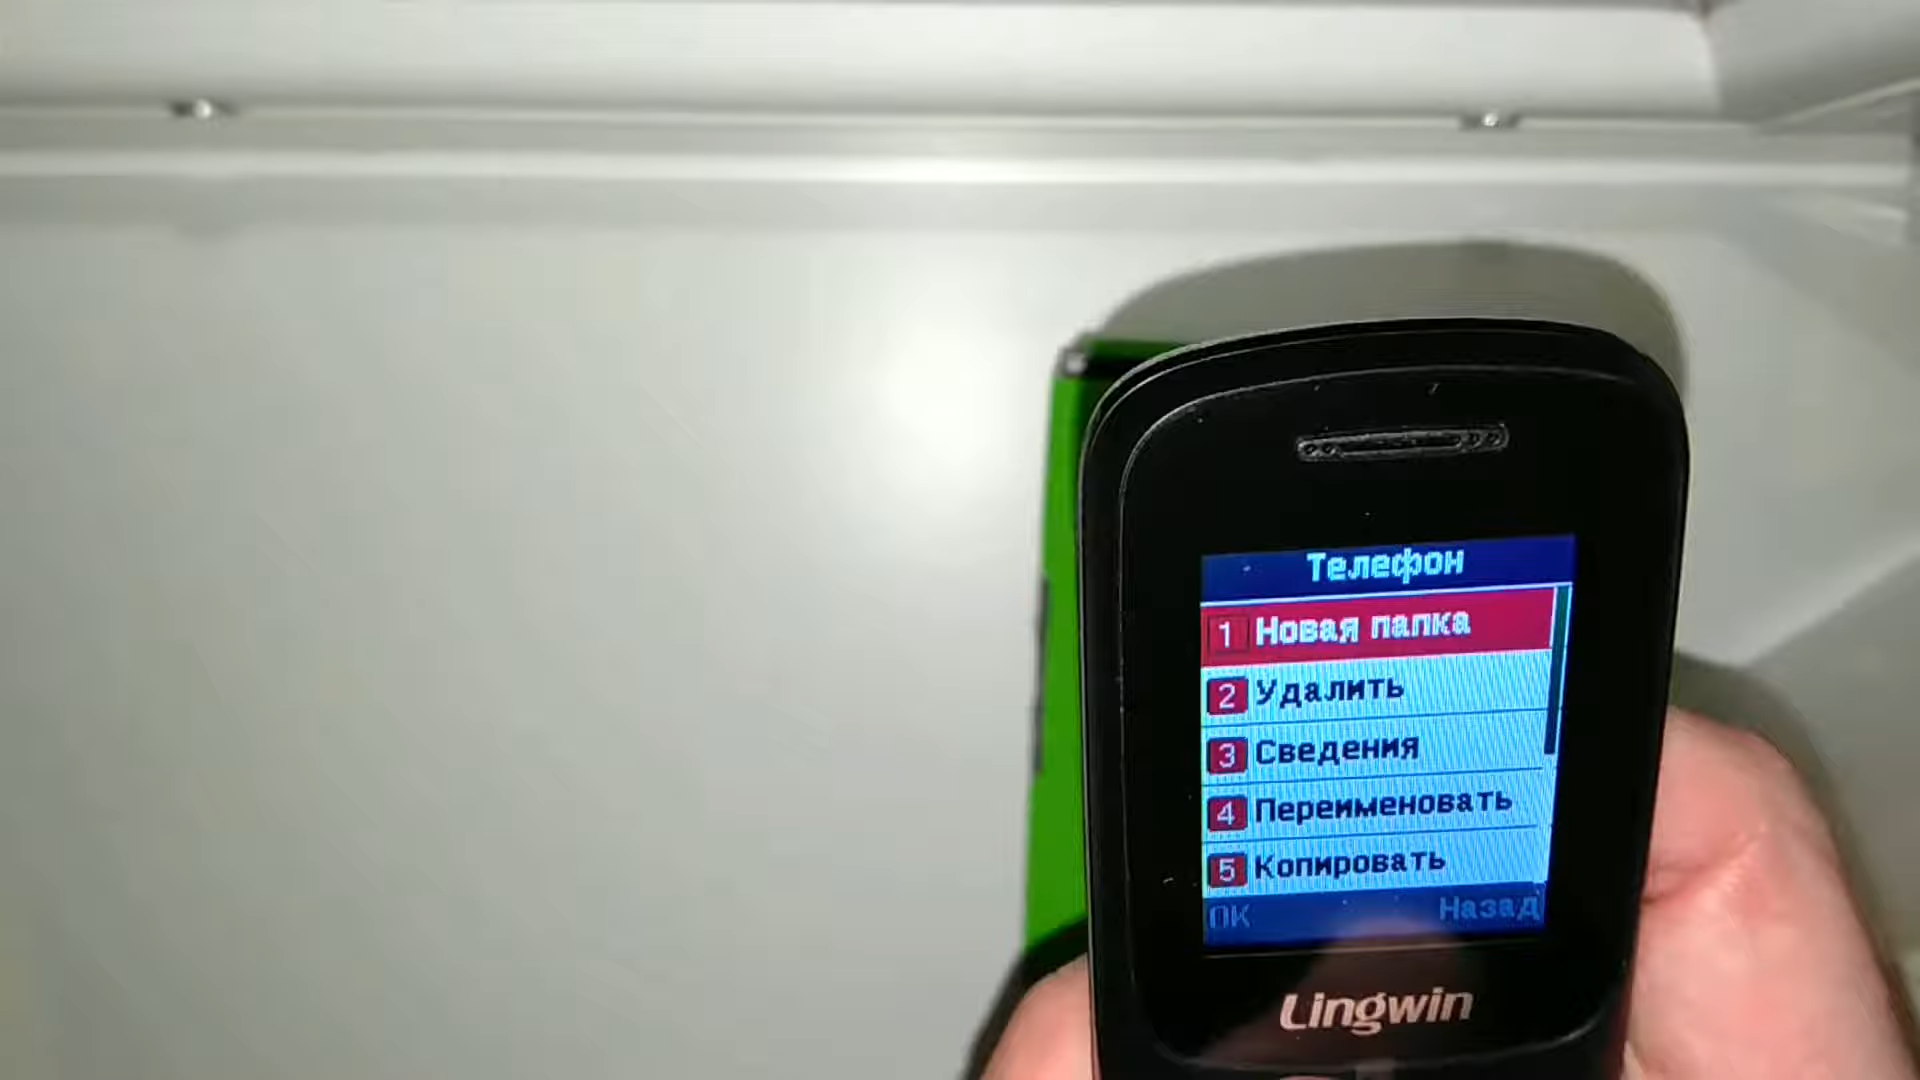 Телефон
1 Новая папка
2 Удалить
3 Сведения
4 Переименовать
5 Копировать
ОК Назад
Lingwin